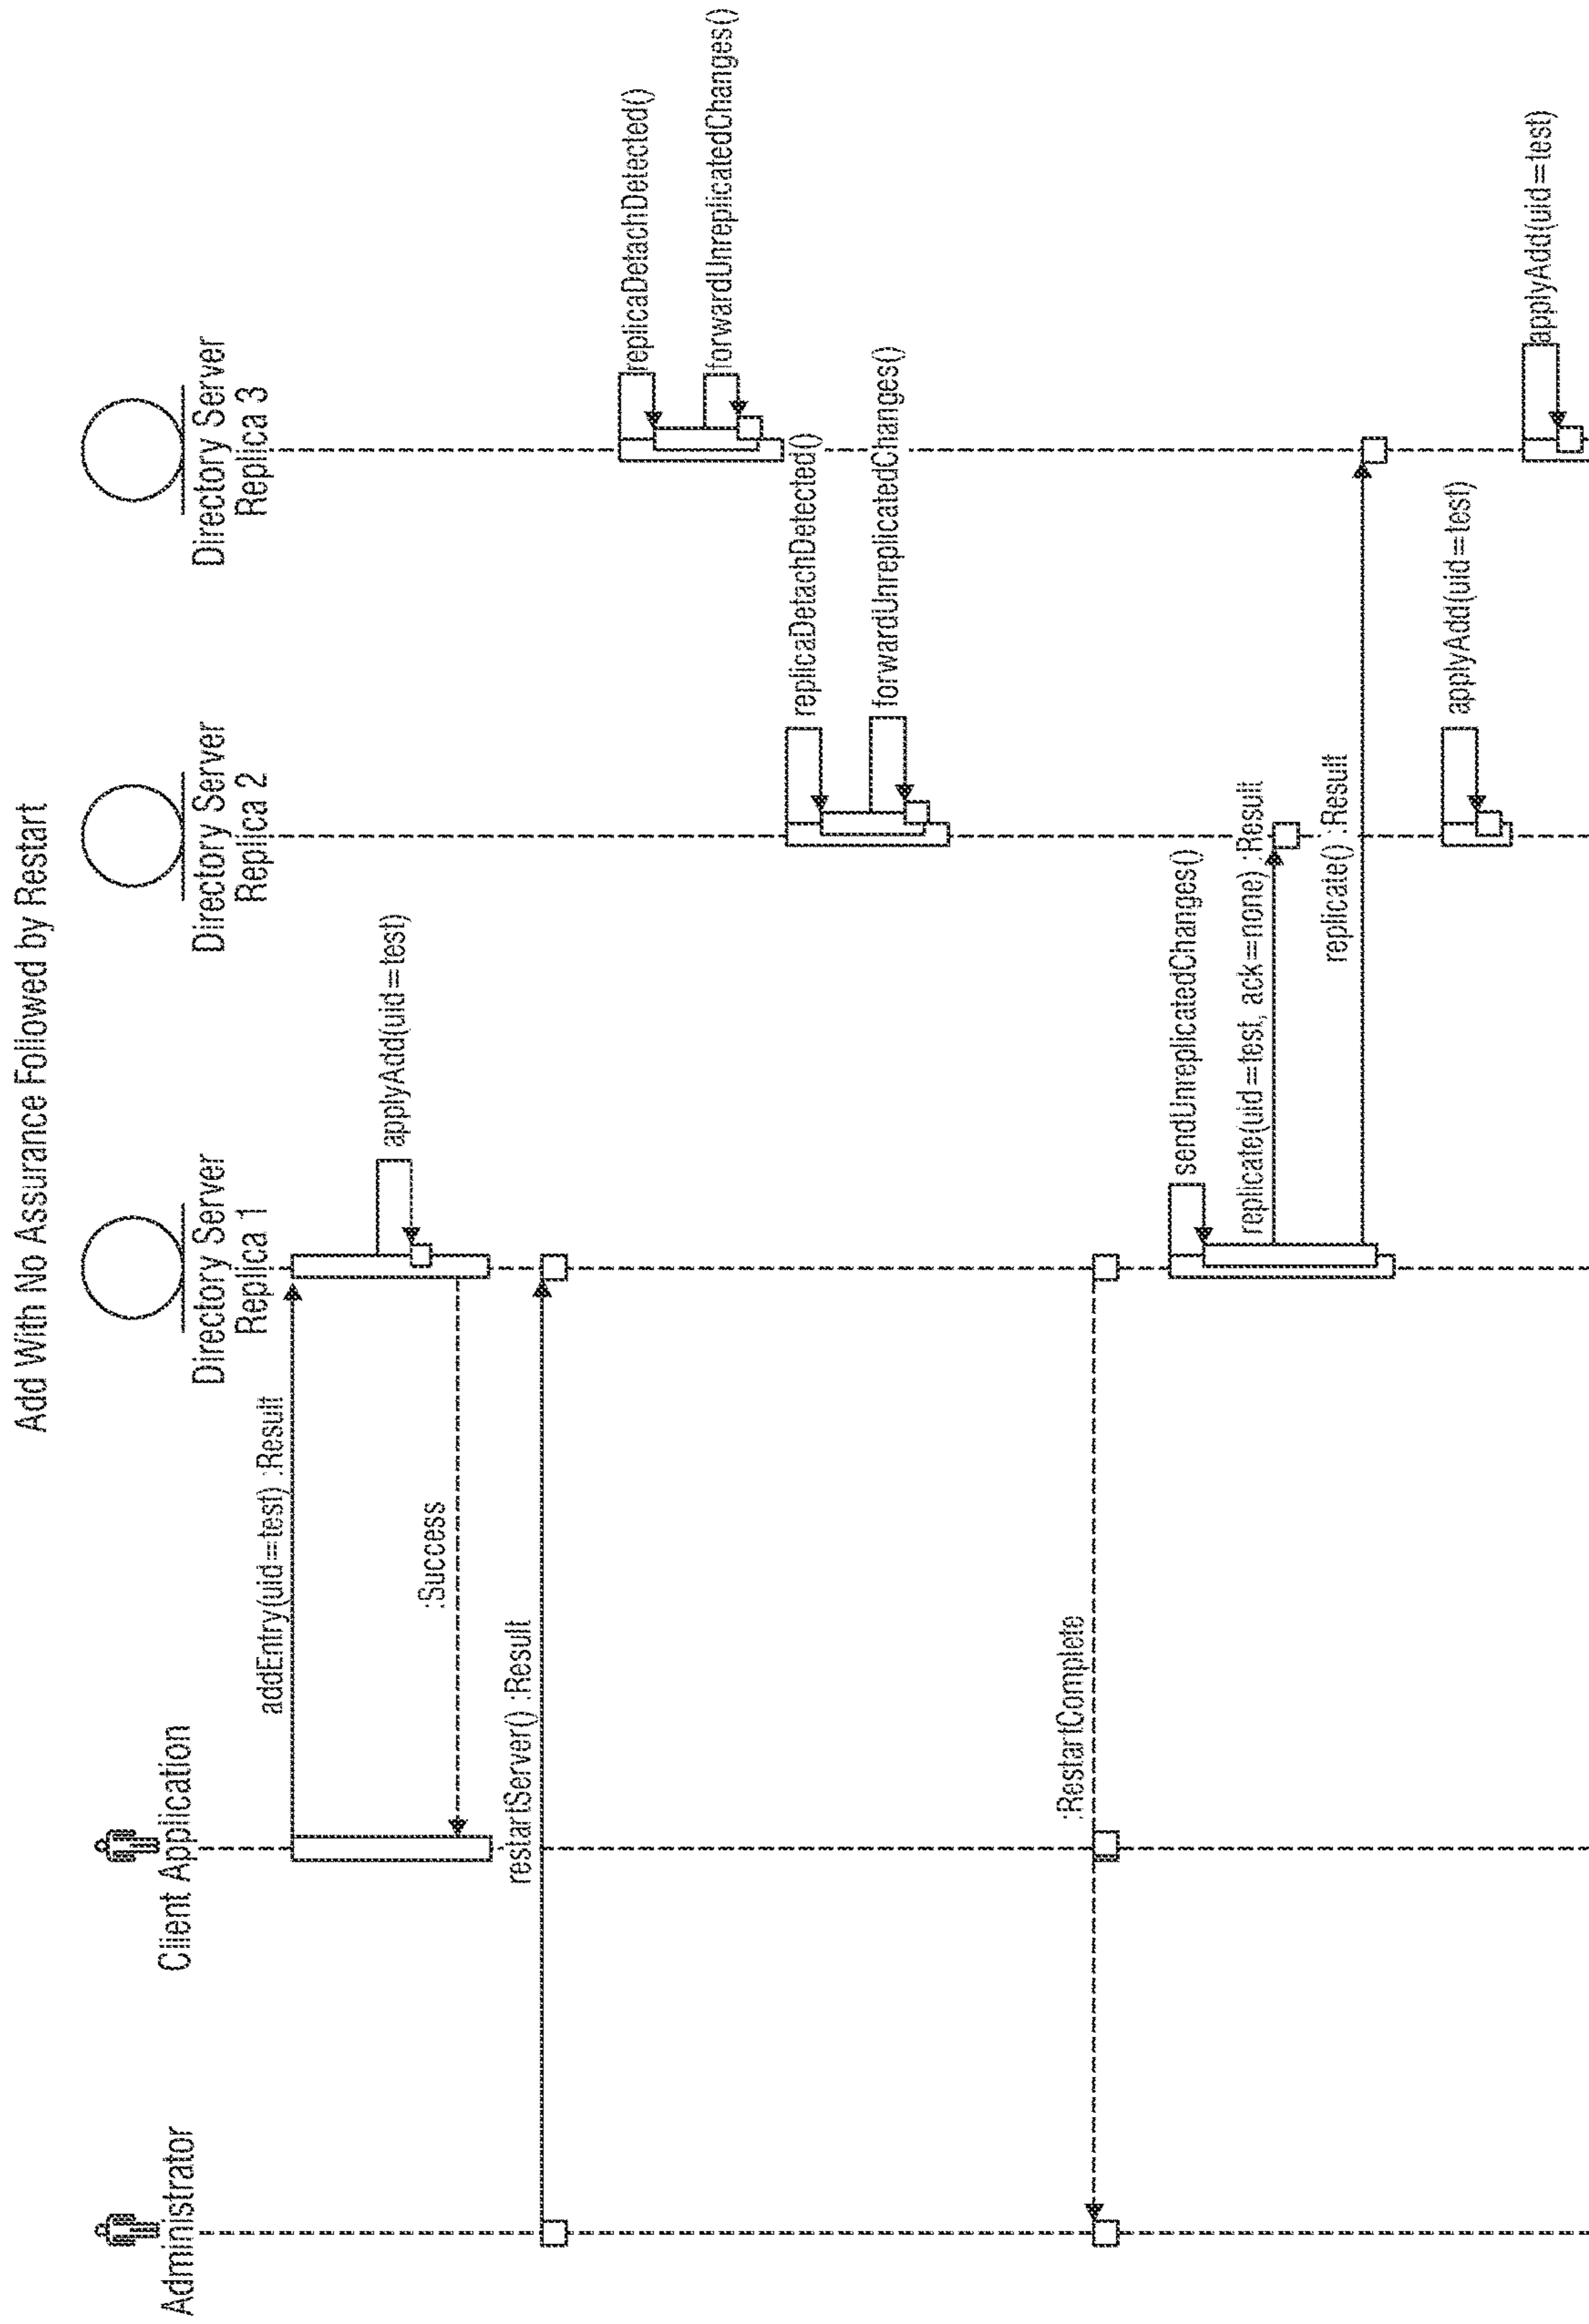 Add With No Assurance Followed by Restart
Administrator
Client Application
Directory Server
Replica 1
Directory Server
Replica 2
Directory Server
Replica 3
addEntry(uid=test) :Result
applyAdd(uid=test)
:Success
restartServer() :Result
replicaDetachDetected()
forwardUnreplicatedChanges()
replicaDetachDetected()
forwardUnreplicatedChanges()
:RestartComplete
sendUnreplicatedChanges()
replicate(uid=test, ack=none) :Result
replicate() :Result
applyAdd(uid=test)
applyAdd(uid=test)